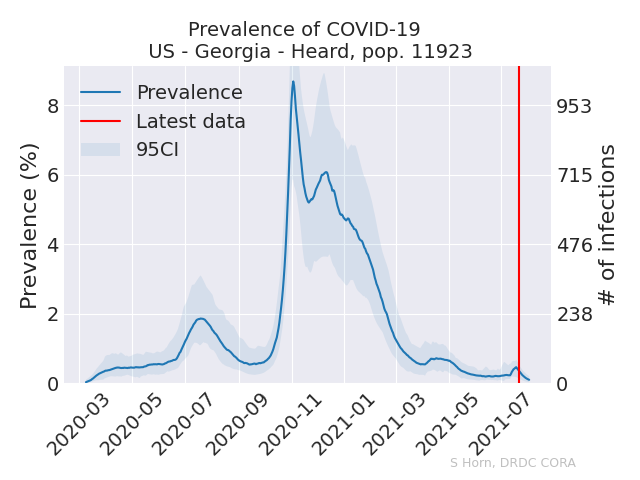 Prevalence of COVID-19
US - Georgia - Heard, pop. 11923
Prevalence
Latest data
95CI
Prevalence (%)
8
6
4
2
0
953
715
476
238
0
# of infections
2020-03
2020-05
2020-07
2020-09
2020-11
2021-01
2021-03
2021-05
2021-07
S Horn, DRDC CORA